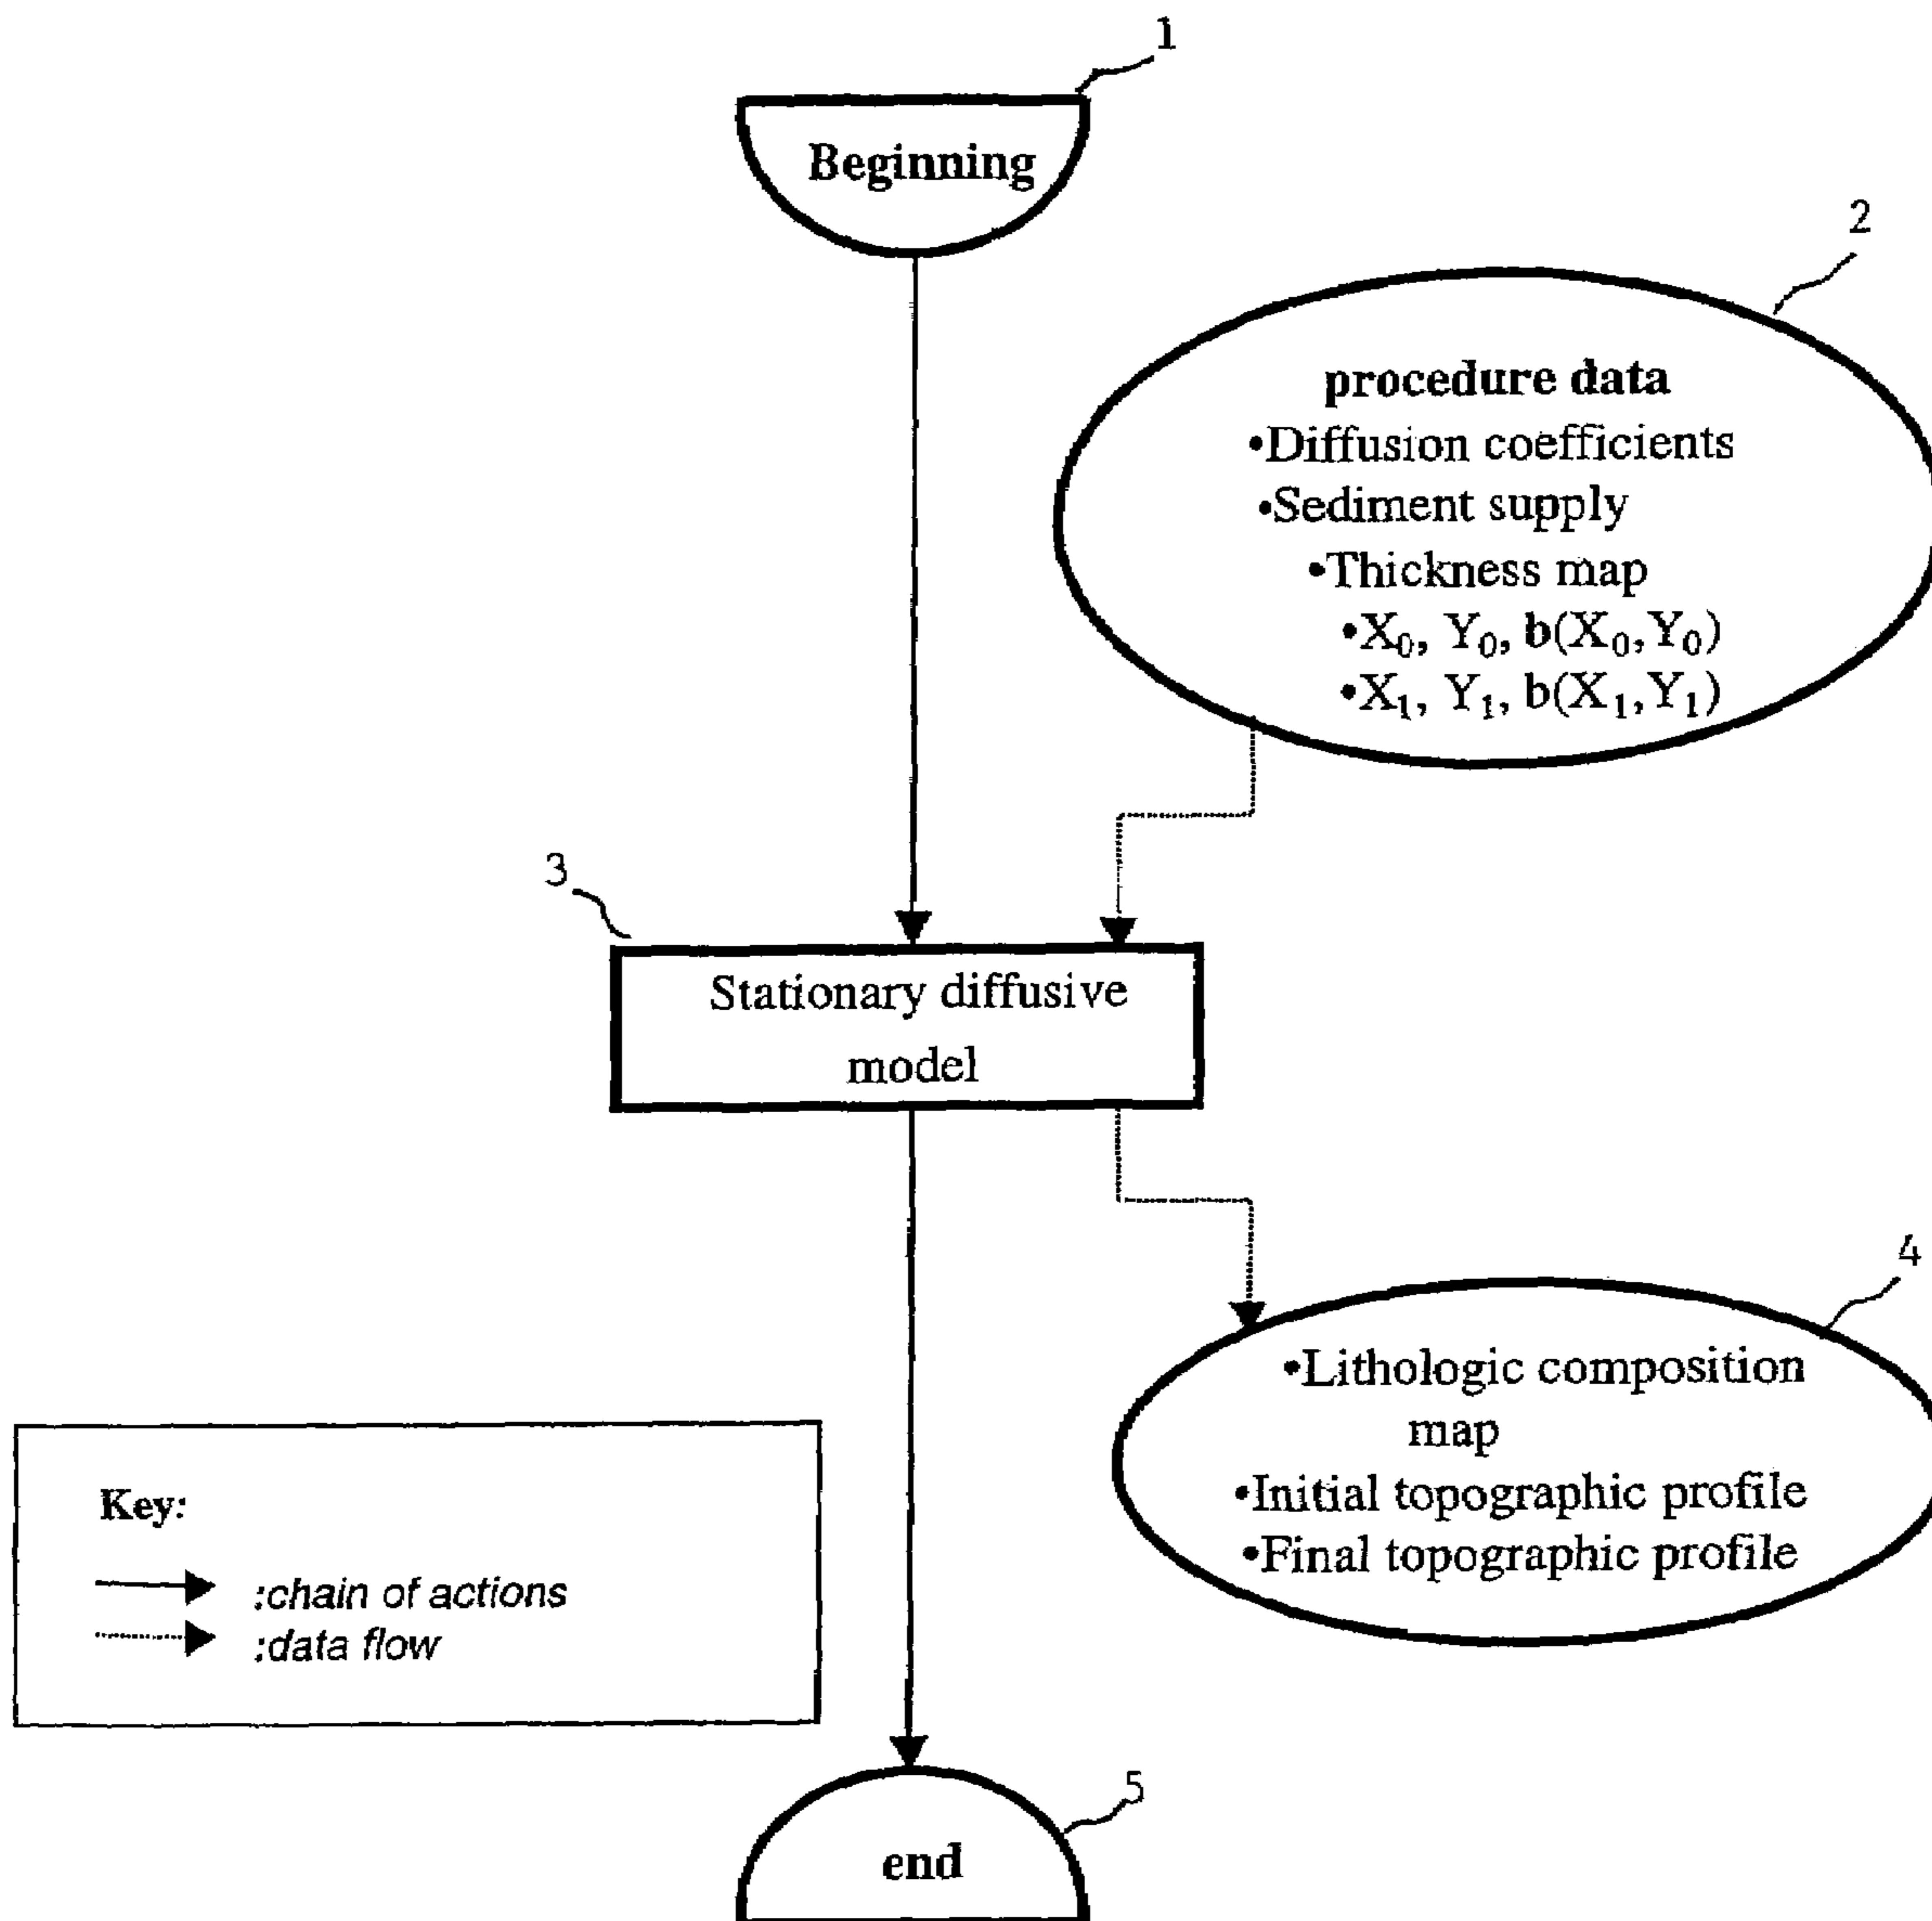 1
Beginning
2
procedure data
•Diffusion coefficients
•Sediment supply
•Thickness map
•X₀, Y₀, b(X₀,Y₀)
•X₁, Y₁, b(X₁,Y₁)
3
Stationary diffusive
model
4
•Lithologic composition
map
•Initial topographic profile
•Final topographic profile
Key:
:chain of actions
:data flow
5
end